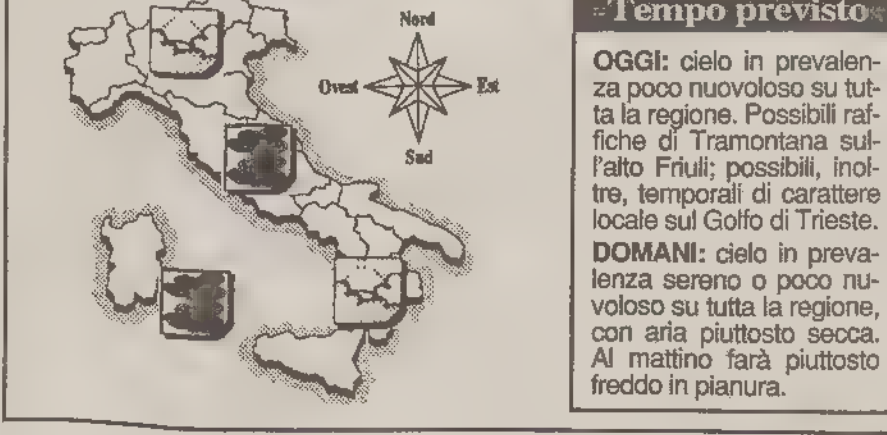 Nord
Ovest
Est
Sud
Tempo previsto
OGGI: cielo in prevalen-
za poco nuovoloso su tut-
ta la regione. Possibili raf-
fiche di Tramontana sul-
l'alto Friuli; possibili, inol-
tre, temporali di carattere
locale sul Golfo di Trieste.
DOMANI: cielo in preva-
lenza sereno o poco nu-
voloso su tutta la regione,
con aria piuttosto secca.
Al mattino farà piuttosto
freddo in pianura.